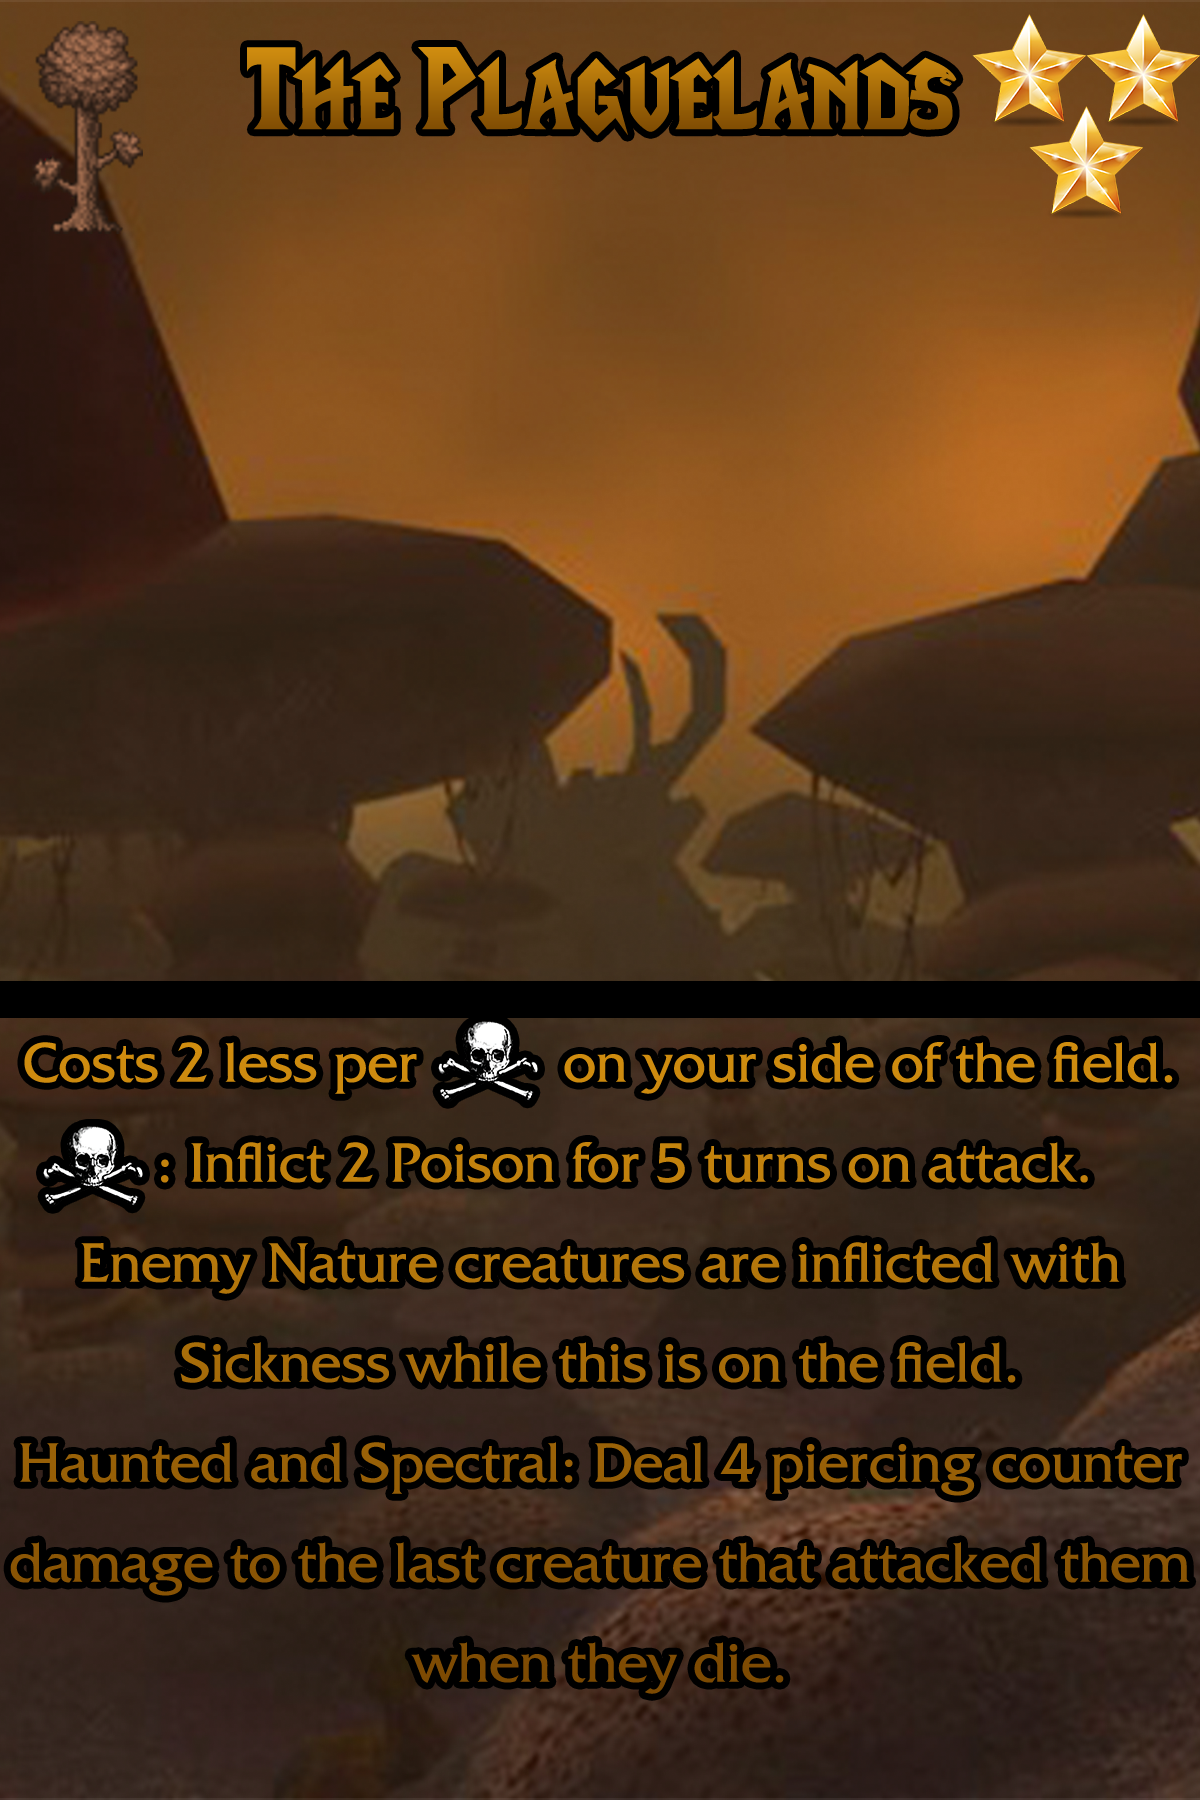 The Plaguelands
Costs 2 less per on your side of the field.
: Inflict 2 Poison for 5 turns on attack.
Enemy Nature creatures are inflicted with
Sickness while this is on the field.
Haunted and Spectral: Deal 4 piercing counter
damage to the last creature that attacked them
when they die.